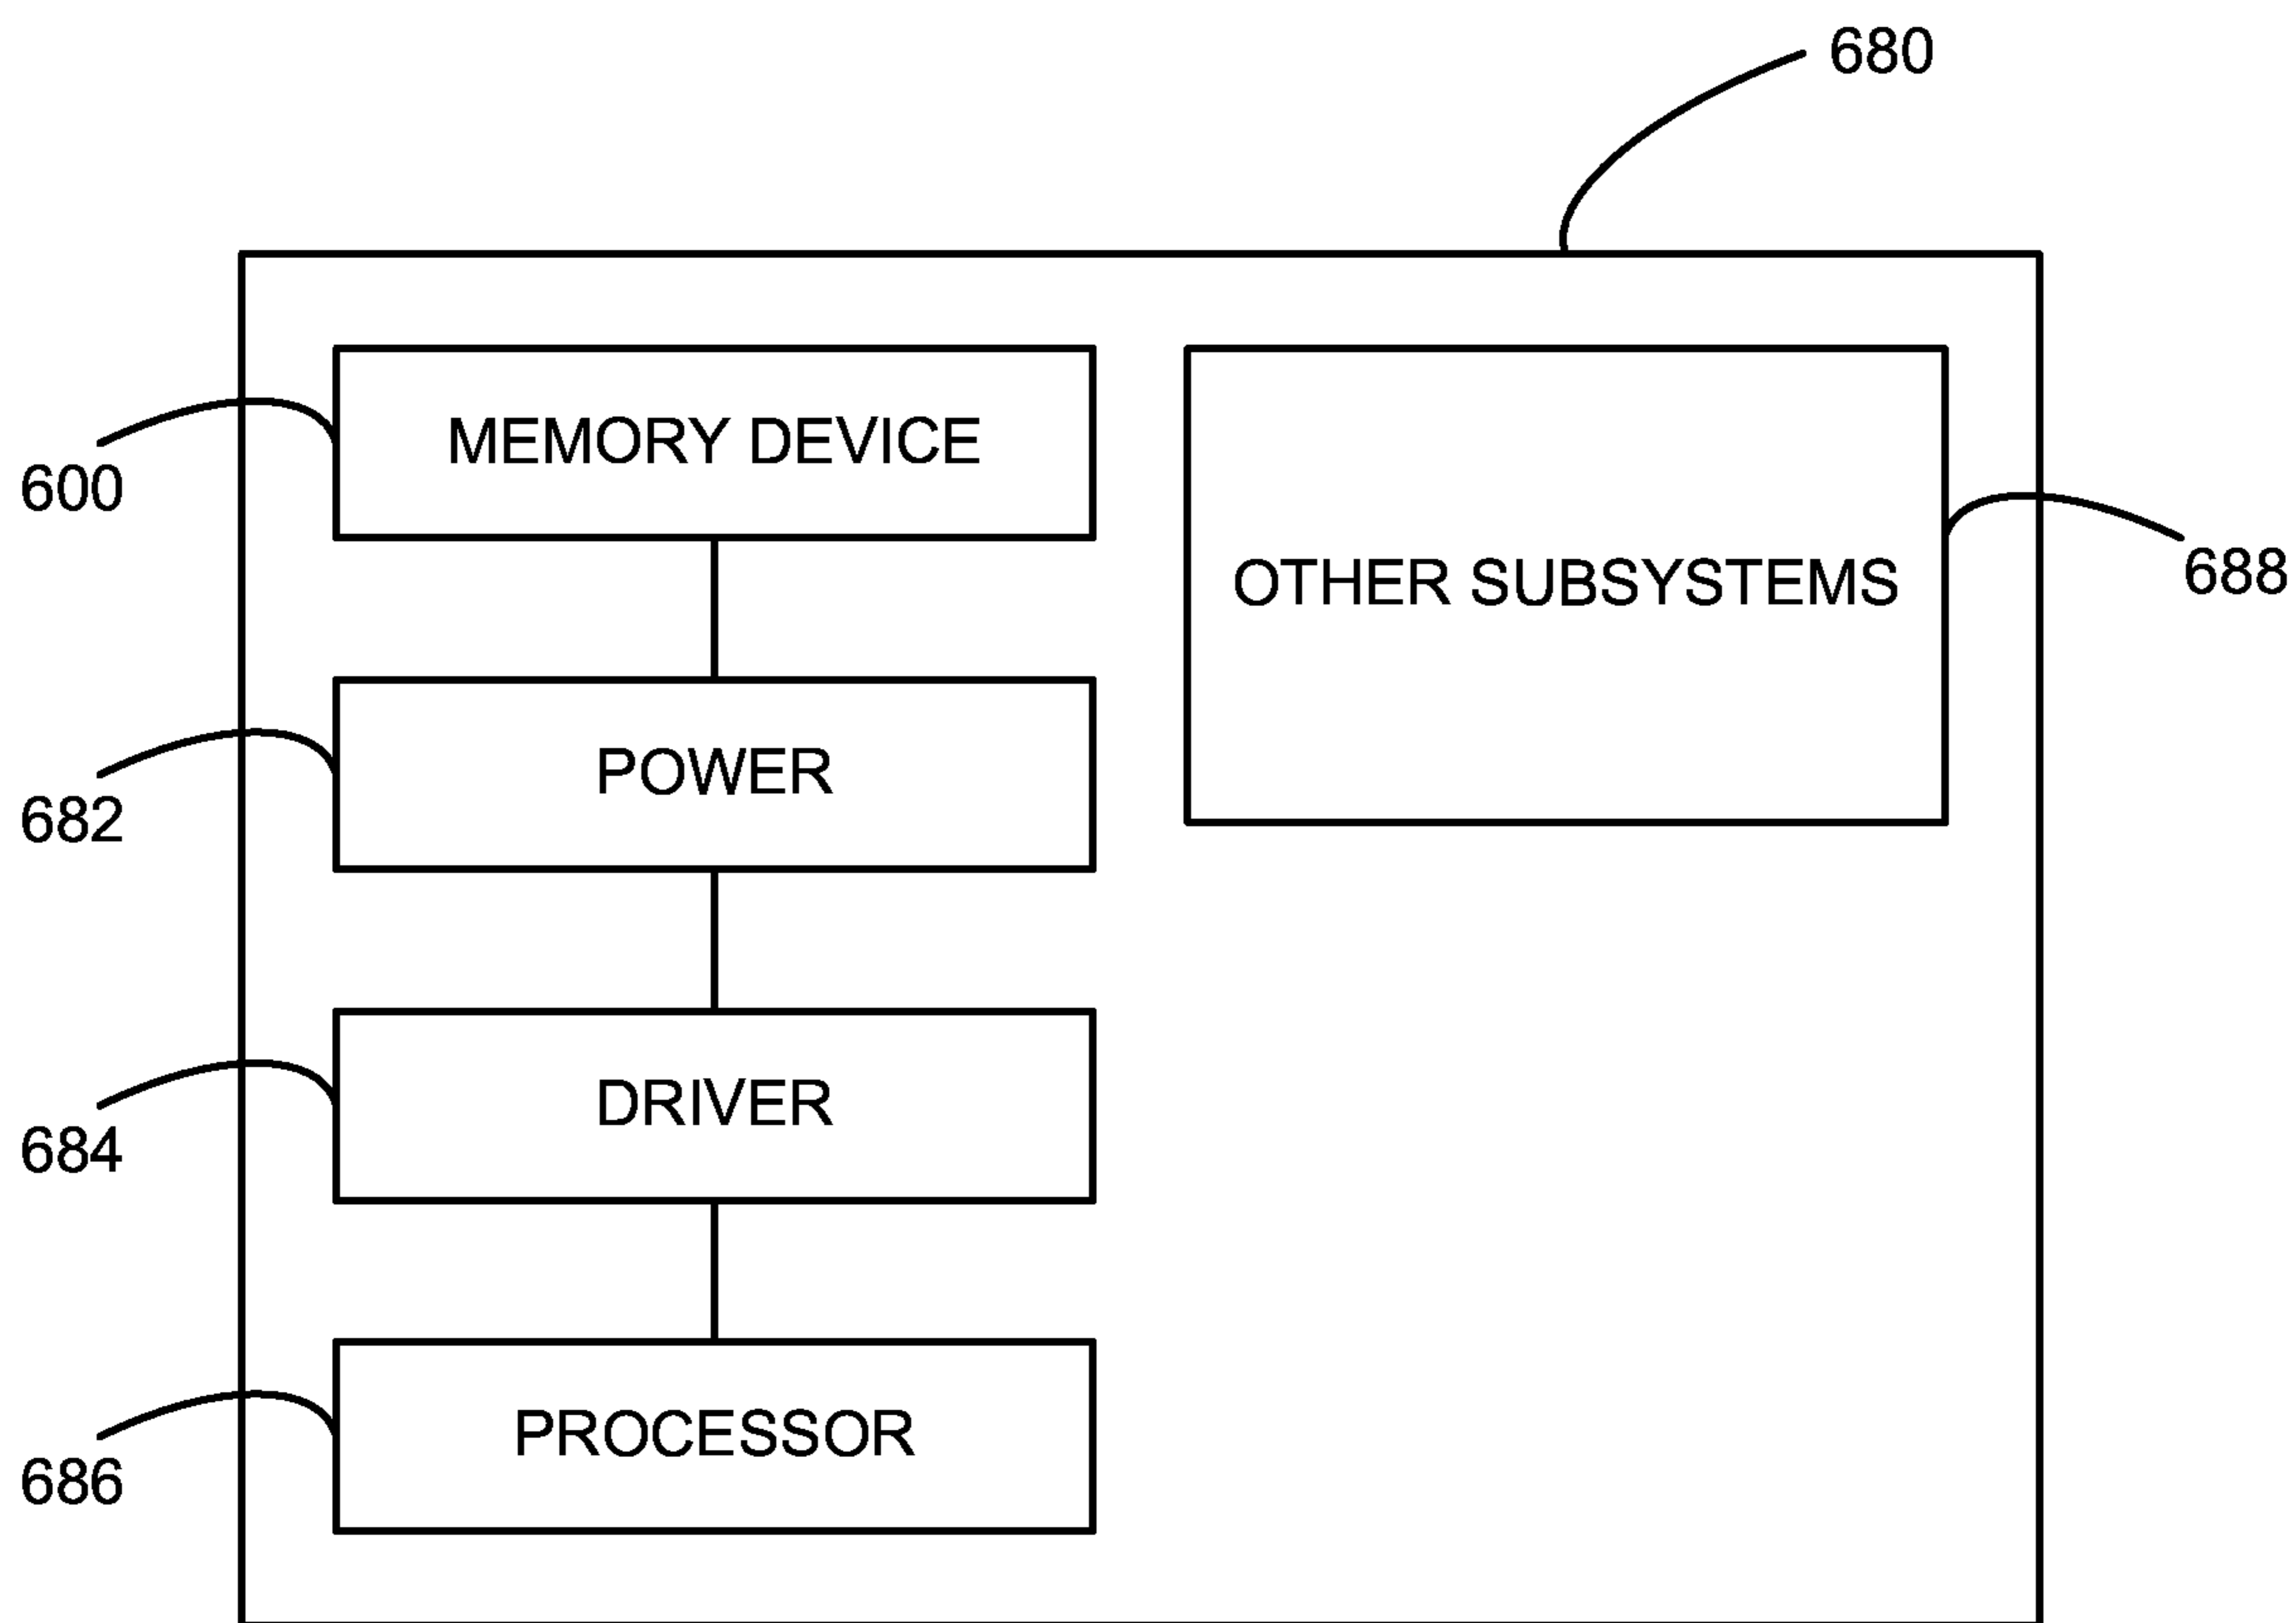 680
MEMORY DEVICE
600
OTHER SUBSYSTEMS
688
POWER
682
DRIVER
684
PROCESSOR
686